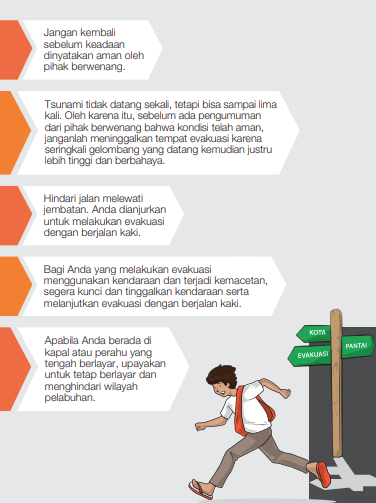 Jangan kembali
sebelum keadaan
dinyatakan aman oleh
pihak berwenang.
Tsunami tidak datang sekali, tetapi bisa sampai lima
kali. Oleh karena itu, sebelum ada pengumuman
dari pihak berwenang bahwa kondisi telah aman,
janganlah meninggalkan tempat evakuasi karena
seringkali gelombang yang datang kemudian justru
lebih tinggi dan berbahaya.
Hindari jalan melewati
jembatan. Anda dianjurkan
untuk melakukan evakuasi
dengan berjalan kaki.
Bagi Anda yang melakukan evakuasi
menggunakan kendaraan dan terjadi kemacetan,
segera kunci dan tinggalkan kendaraan serta
melanjutkan evakuasi dengan berjalan kaki.
Apabila Anda berada di
kapal atau perahu yang
tengah berlayar, upayakan
untuk tetap berlayar dan
menghindari wilayah
pelabuhan.
KOTA
PANTAI
EVAKUASI